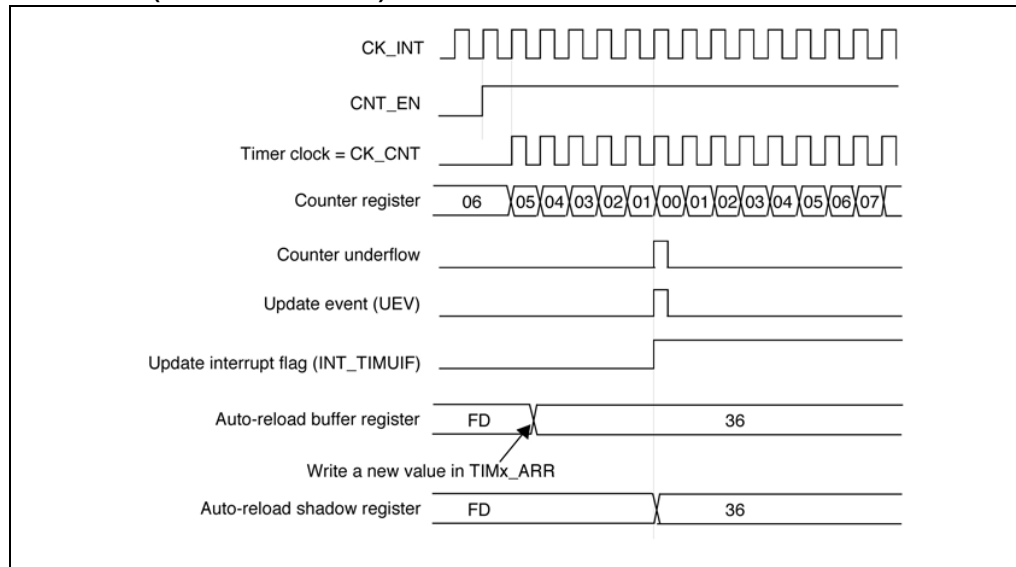 CK_INT
CNT_EN
Timer clock = CK_CNT
Counter register 06 05 04 03 02 01 00 01 02 03 04 05 06 07
Counter underflow
Update event (UEV)
Update interrupt flag (INT_TIMUIF)
Auto-reload buffer register FD 36
Write a new value in TIMx_ARR
Auto-reload shadow register FD 36